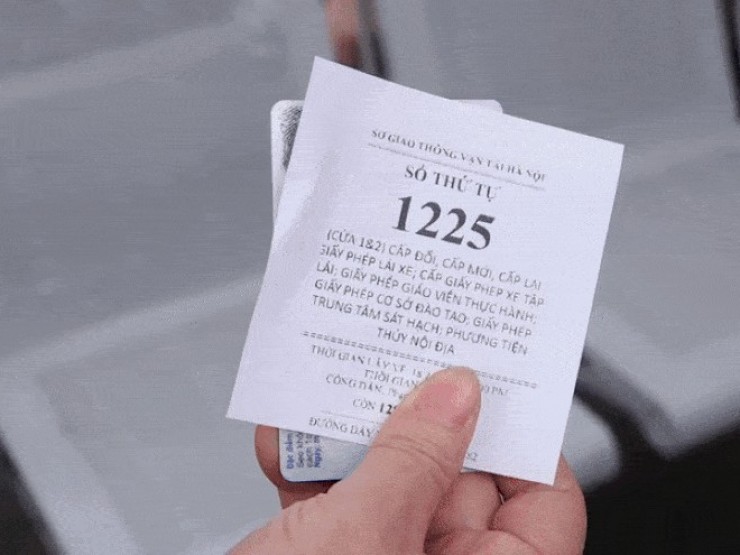 SỞ GIAO THÔNG VẬN TẢI HÀ NỘI
SỐ THỨ TỰ
1225
(CỬA 1&2) CẤP ĐỔI, CẤP MỚI, CẤP LẠI
GIẤY PHÉP LÁI XE; CẤP GIẤY PHÉP XE TẬP
LÁI; GIẤY PHÉP GIÁO VIÊN THỰC HÀNH;
GIẤY PHÉP CƠ SỞ ĐÀO TẠO; GIẤY PHÉP
TRUNG TÂM SÁT HẠCH; PHƯƠNG TIỆN
THỦY NỘI ĐỊA
THỜI GIAN LẤY VÉ: PM
THỜI GIAN
CÔNG DÂN,
CÒN 12
ĐƯỜNG DÂY